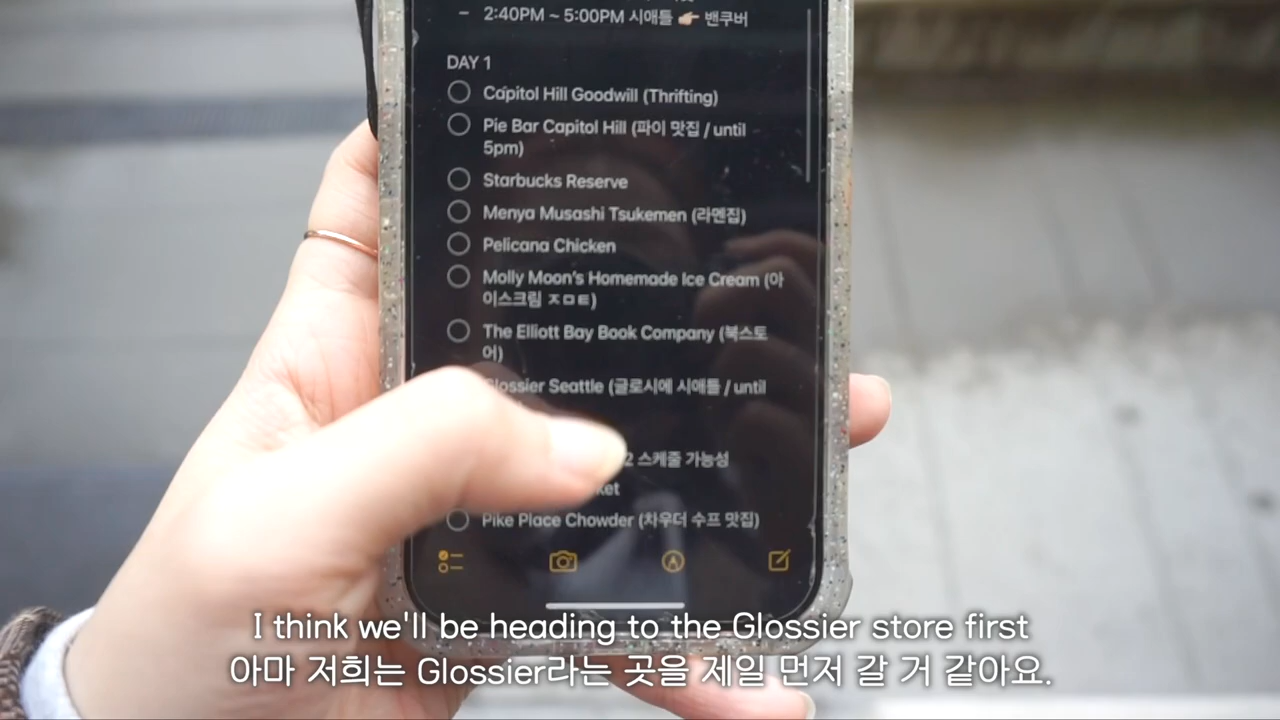 – 2:40PM ~ 5:00PM 시애틀 👉🏼 밴쿠버
DAY 1
Capitol Hill Goodwill (Thrifting)
Pie Bar Capitol Hill (파이 맛집 / until
5pm)
Starbucks Reserve
Menya Musashi Tsukemen (라멘집)
Pelicana Chicken
Molly Moon's Homemade Ice Cream (아
이스크림 ㅈㅁㅌ)
The Elliott Bay Book Company (북스토
어)
Glossier Seattle (글로시에 시애틀 / until
2 스케줄 가능성
Pike Place Chowder (차우더 수프 맛집)
I think we'll be heading to the Glossier store first
아마 저희는 Glossier라는 곳을 제일 먼저 갈 거 같아요.